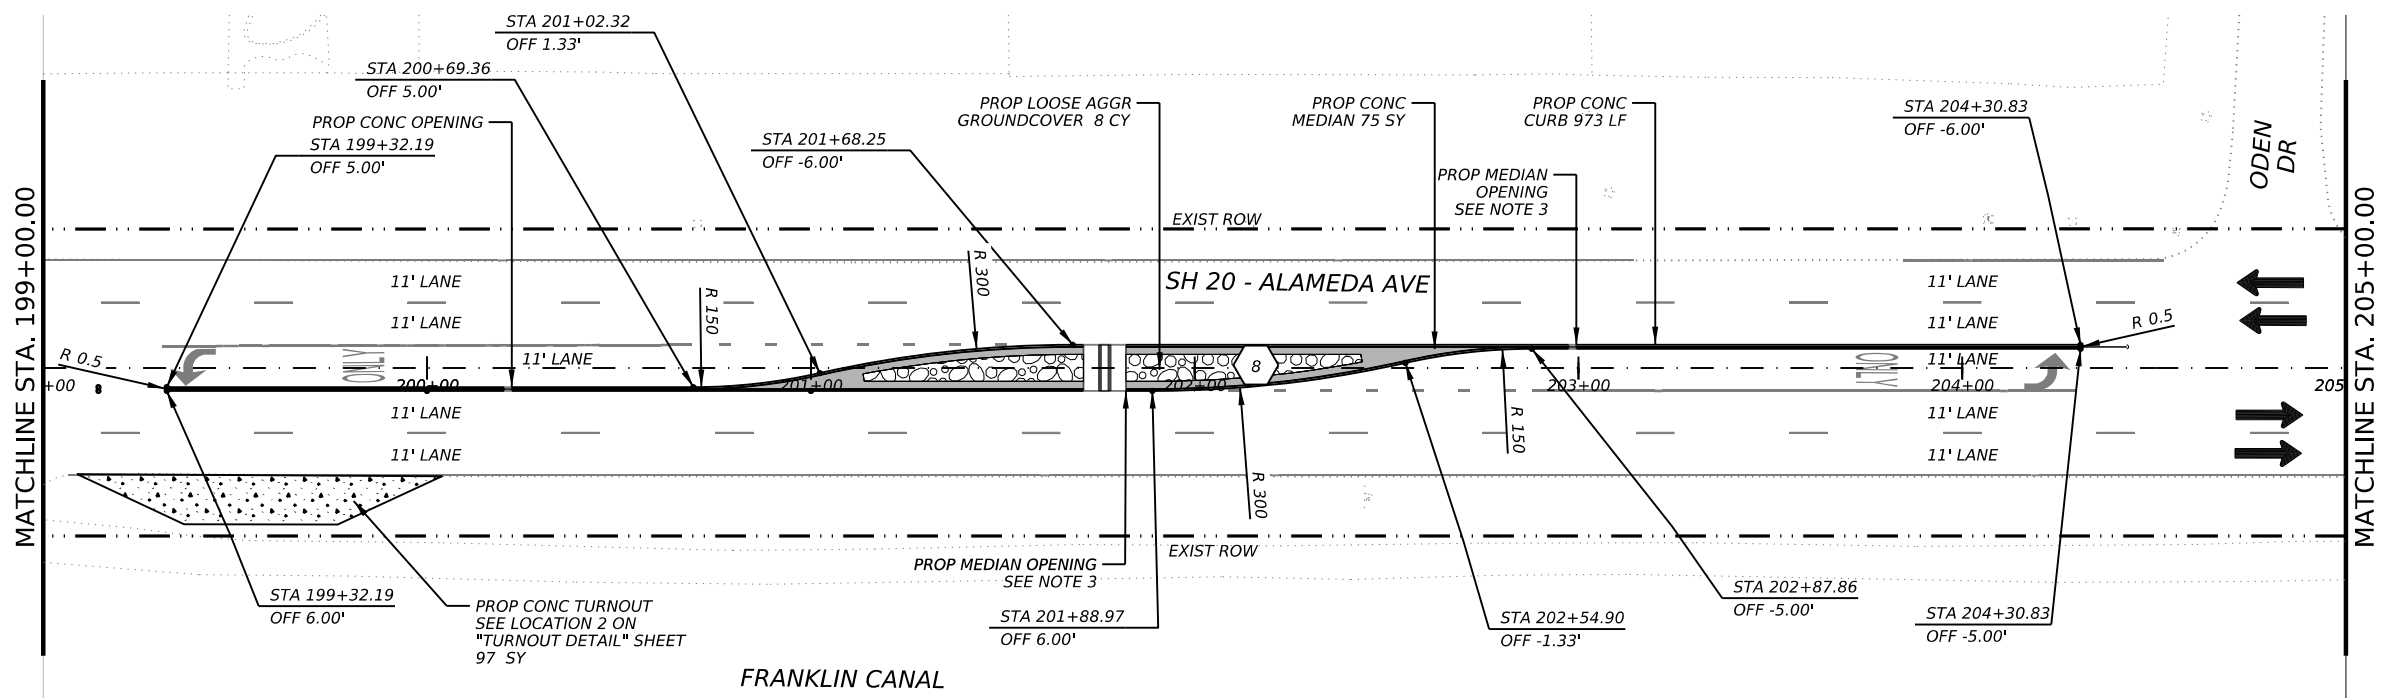 STA 201+02.32
OFF 1.33'
STA 200+69.36
OFF 5.00'
PROP CONC OPENING
STA 199+32.19
OFF 5.00'
STA 201+68.25
OFF -6.00'
PROP LOOSE AGGR
GROUNDCOVER 8 CY
PROP CONC
MEDIAN 75 SY
PROP CONC
CURB 973 LF
PROP MEDIAN
OPENING
SEE NOTE 3
STA 204+30.83
OFF -6.00'
ODEN
DR
MATCHLINE STA. 199+00.00
MATCHLINE STA. 205+00.00
EXIST ROW
SH 20 - ALAMEDA AVE
11' LANE
11' LANE
11' LANE
11' LANE
11' LANE
11' LANE
R 0.5
R 150
R 300
R 0.5
ONLY
ONLY
11' LANE
+00
200+00
201+00
202+00
203+00
204+00
205
8
11' LANE
11' LANE
11' LANE
11' LANE
R 300
R 150
EXIST ROW
PROP MEDIAN OPENING
SEE NOTE 3
STA 199+32.19
OFF 6.00'
PROP CONC TURNOUT
SEE LOCATION 2 ON
"TURNOUT DETAIL" SHEET
97 SY
STA 201+88.97
OFF 6.00'
STA 202+54.90
OFF -1.33'
STA 202+87.86
OFF -5.00'
STA 204+30.83
OFF -5.00'
FRANKLIN CANAL